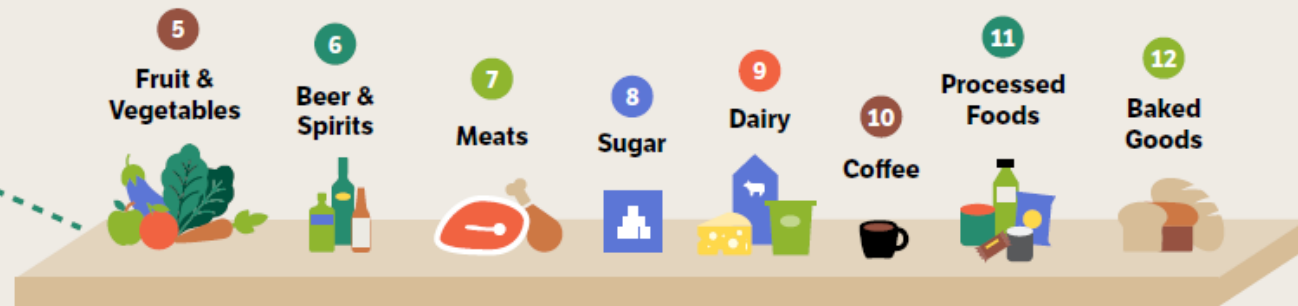 5
Fruit &
Vegetables
6
Beer &
Spirits
7
Meats
8
Sugar
9
Dairy
10
Coffee
11
Processed
Foods
12
Baked
Goods